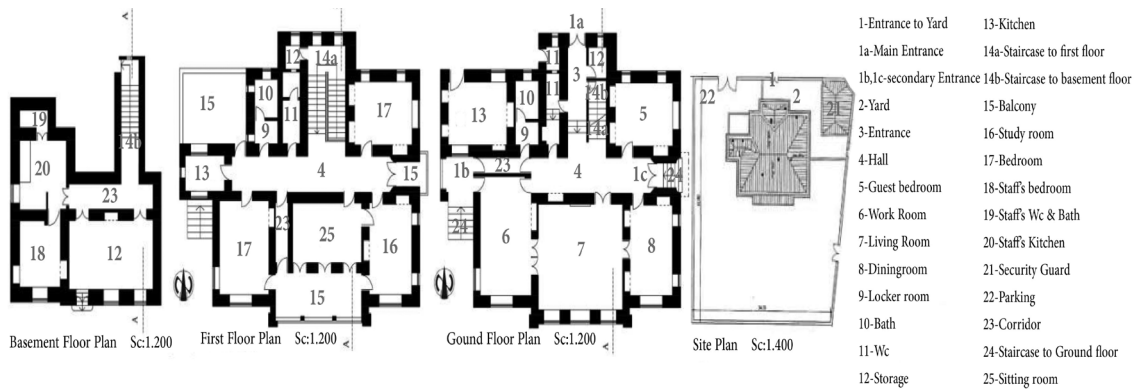 A
19
14b
20
23
18
12
A
Basement Floor Plan Sc:1.200
A
12
14a
15
10
11
17
9
13
4
15
23
17
25
16
15
A
First Floor Plan Sc:1.200
1a
11
12
3
13
10
11
14b
5
9
14a
1b
23
4
1c
24
24
6
7
8
A
Gound Floor Plan Sc:1.200
1
22
2
21
Site Plan Sc:1.400
1-Entrance to Yard
1a-Main Entrance
1b,1c-secondary Entrance
2-Yard
3-Entrance
4-Hall
5-Guest bedroom
6-Work Room
7-Living Room
8-Diningroom
9-Locker room
10-Bath
11-Wc
12-Storage
13-Kitchen
14a-Staircase to first floor
14b-Staircase to basement floor
15-Balcony
16-Study room
17-Bedroom
18-Staff's bedroom
19-Staff's Wc & Bath
20-Staff's Kitchen
21-Security Guard
22-Parking
23-Corridor
24-Staircase to Ground floor
25-Sitting room